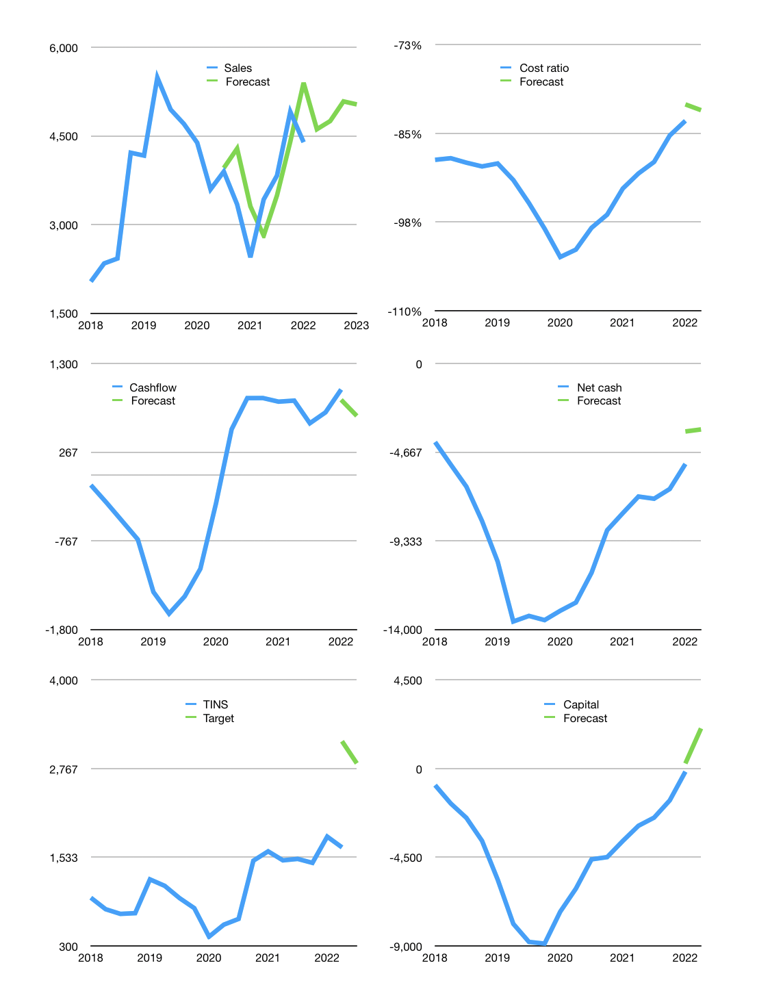 6,000
4,500
3,000
1,500
Sales
Forecast
2018 2019 2020 2021 2022 2023
-73%
-85%
-98%
-110%
Cost ratio
Forecast
2018 2019 2020 2021 2022
1,300
267
-767
-1,800
Cashflow
Forecast
2018 2019 2020 2021 2022
0
-4,667
-9,333
-14,000
Net cash
Forecast
2018 2019 2020 2021 2022
4,000
2,767
1,533
300
TINS
Target
2018 2019 2020 2021 2022
4,500
0
-4,500
-9,000
Capital
Forecast
2018 2019 2020 2021 2022